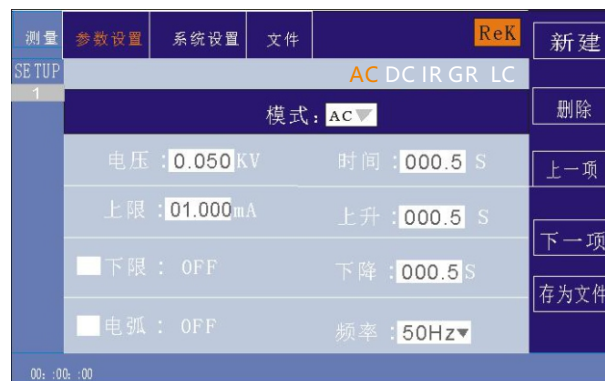 测量 参数设置 系统设置 文件 ReK 新建
SETUP AC DC IR GR LC
1
模式：AC
删除
电压：0.050KV 时间：000.5 S
上一项
上限：01.000mA 上升：000.5 S
下一项
下限：OFF 下降：000.5S
存为文件
电弧：OFF 频率：50Hz
00: :00: :00